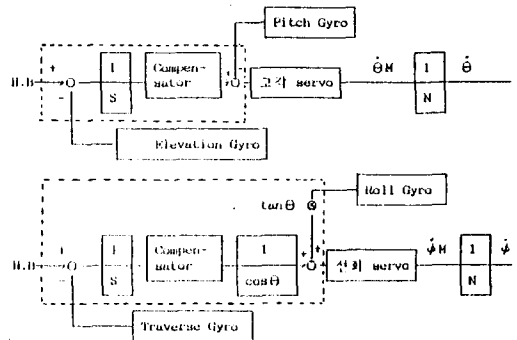 Pitch Gyro
H.B
+
-
1
S
Compen-
sator
고각 servo
θ̇ M
1
N
θ̇
Elevation Gyro
Roll Gyro
tanθ
H.B
+
-
1
S
Compen-
sator
1
cosθ
+
+
선회 servo
ψ̇ M
1
N
ψ̇
Traverse Gyro